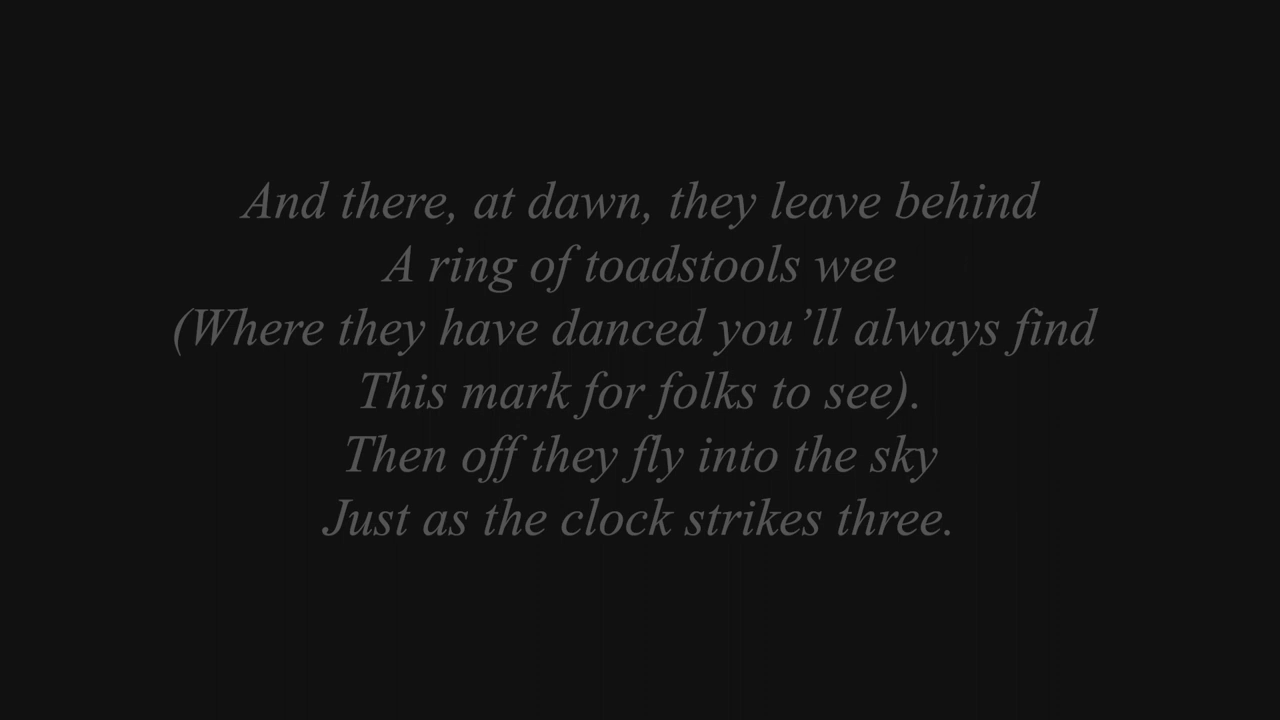 And there, at dawn, they leave behind
A ring of toadstools wee
(Where they have danced you’ll always find
This mark for folks to see).
Then off they fly into the sky
Just as the clock strikes three.